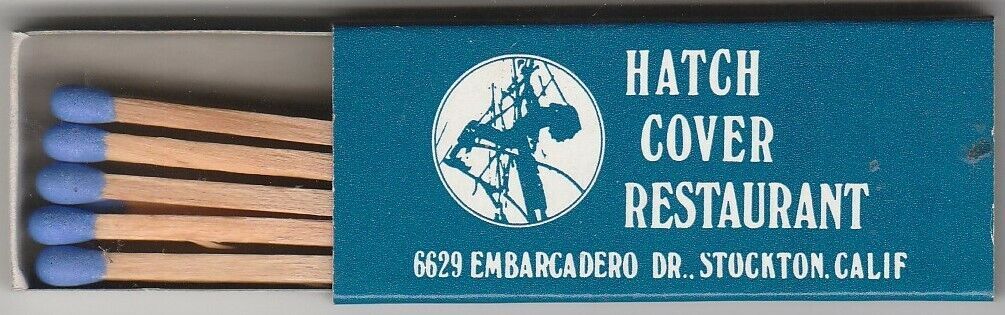 HATCH
COVER
RESTAURANT
6629 EMBARCADERO DR., STOCKTON, CALIF